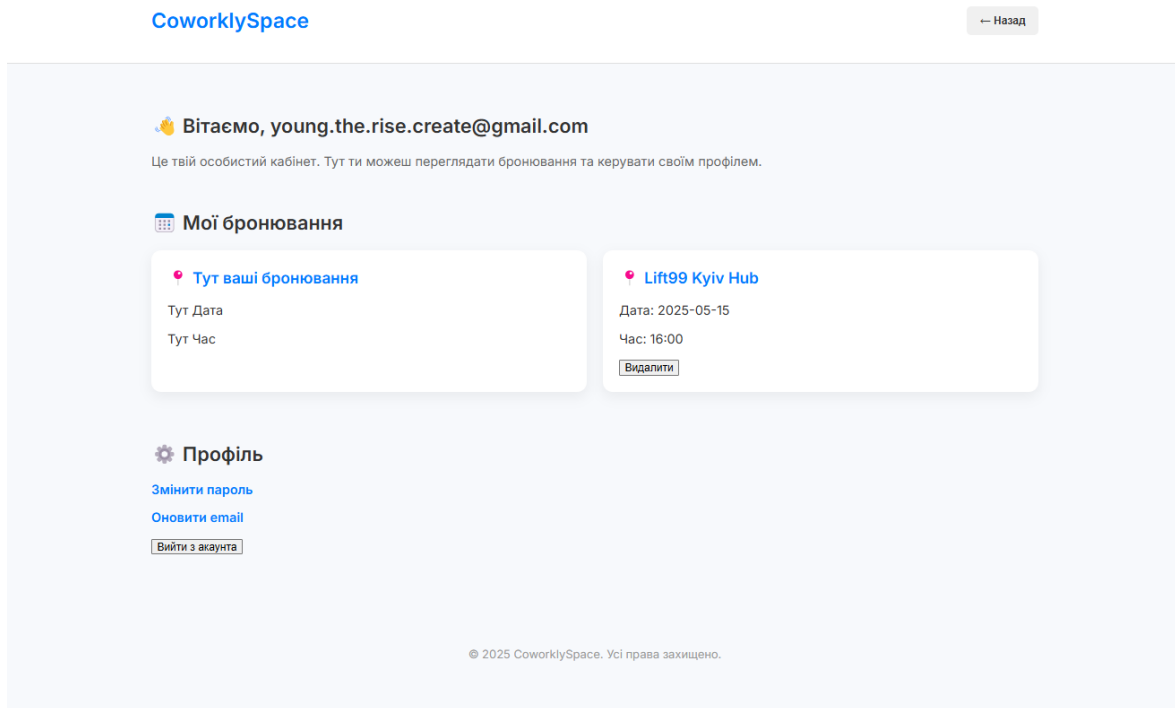 CoworklySpace
← Назад
👋 Вітаємо, young.the.rise.create@gmail.com
Це твій особистий кабінет. Тут ти можеш переглядати бронювання та керувати своїм профілем.
📅 Мої бронювання
📍 Тут ваші бронювання
Тут Дата
Тут Час
📍 Lift99 Kyiv Hub
Дата: 2025-05-15
Час: 16:00
Видалити
⚙️ Профіль
Змінити пароль
Оновити email
Вийти з акаунта
© 2025 CoworklySpace. Усі права захищено.